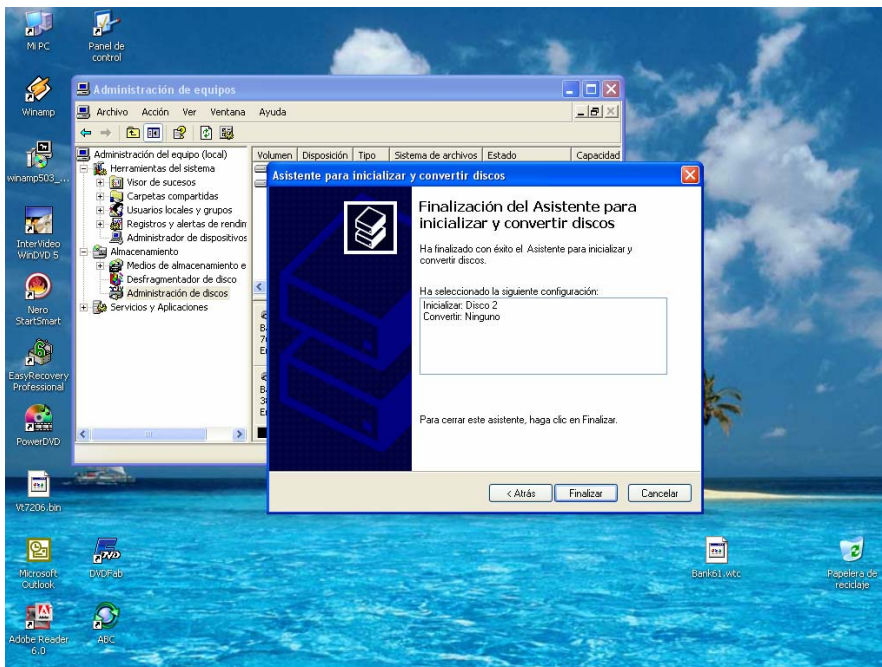 Mi PC
Panel de
control
Winamp
winamp503_...
InterVideo
WinDVD 5
Nero
StartSmart
EasyRecovery
Professional
PowerDVD
Vt7206.bin
Microsoft
Outlook
DVDFab
Adobe Reader
6.0
ABC
Bank61.wtc
Papelera de
reciclaje
Administración de equipos
Archivo Acción Ver Ventana Ayuda
Administración del equipo (local)
Herramientas del sistema
Visor de sucesos
Carpetas compartidas
Usuarios locales y grupos
Registros y alertas de rendim
Administrador de dispositivos
Almacenamiento
Medios de almacenamiento e
Desfragmentador de disco
Administración de discos
Servicios y Aplicaciones
Volumen Disposición Tipo Sistema de archivos Estado Capacidad
Asistente para inicializar y convertir discos
Finalización del Asistente para
inicializar y convertir discos
Ha finalizado con éxito el Asistente para inicializar y
convertir discos.
Ha seleccionado la siguiente configuración:
Inicializar: Disco 2
Convertir: Ninguno
Para cerrar este asistente, haga clic en Finalizar.
< Atrás Finalizar Cancelar